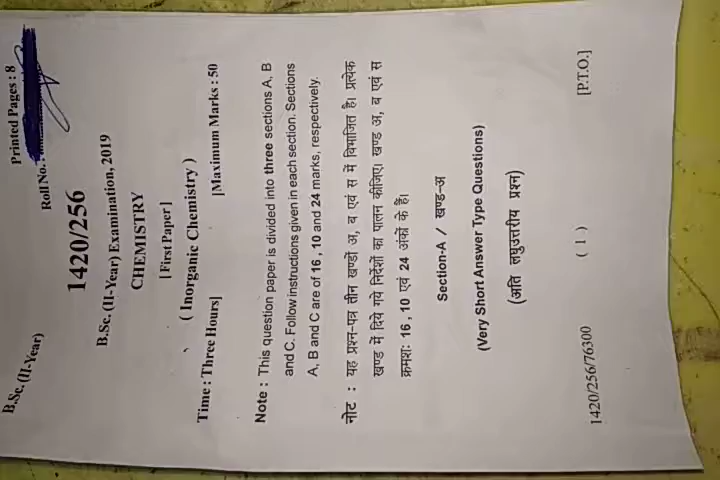 B.Sc. (II-Year)
Printed Pages : 8
Roll No. :
1420/256
B.Sc. (II-Year) Examination, 2019
CHEMISTRY
[ First Paper ]
( Inorganic Chemistry )
Time : Three Hours] [Maximum Marks : 50
Note : This question paper is divided into three sections A, B
and C. Follow instructions given in each section. Sections
A, B and C are of 16 , 10 and 24 marks, respectively.
नोट : यह प्रश्न-पत्र तीन खण्डों अ, ब एवं स में विभाजित है। प्रत्येक
खण्ड में दिये गये निर्देशों का पालन कीजिए। खण्ड अ, ब एवं स
क्रमशः 16 , 10 एवं 24 अंकों के हैं।
Section-A / खण्ड-अ
(Very Short Answer Type Questions)
(अति लघुउत्तरीय प्रश्न)
1420/256/76300 ( 1 ) [P.T.O.]